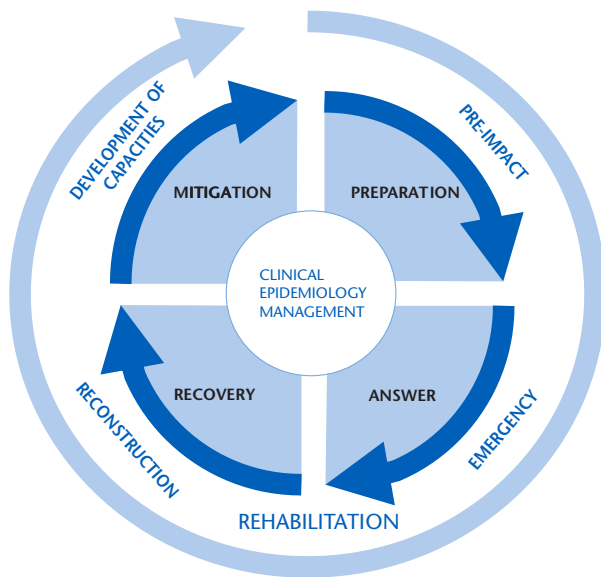 DEVELOPMENT OF
CAPACITIES
PRE-IMPACT
MITIGATION
PREPARATION
CLINICAL
EPIDEMIOLOGY
MANAGEMENT
RECOVERY
ANSWER
RECONSTRUCTION
EMERGENCY
REHABILITATION